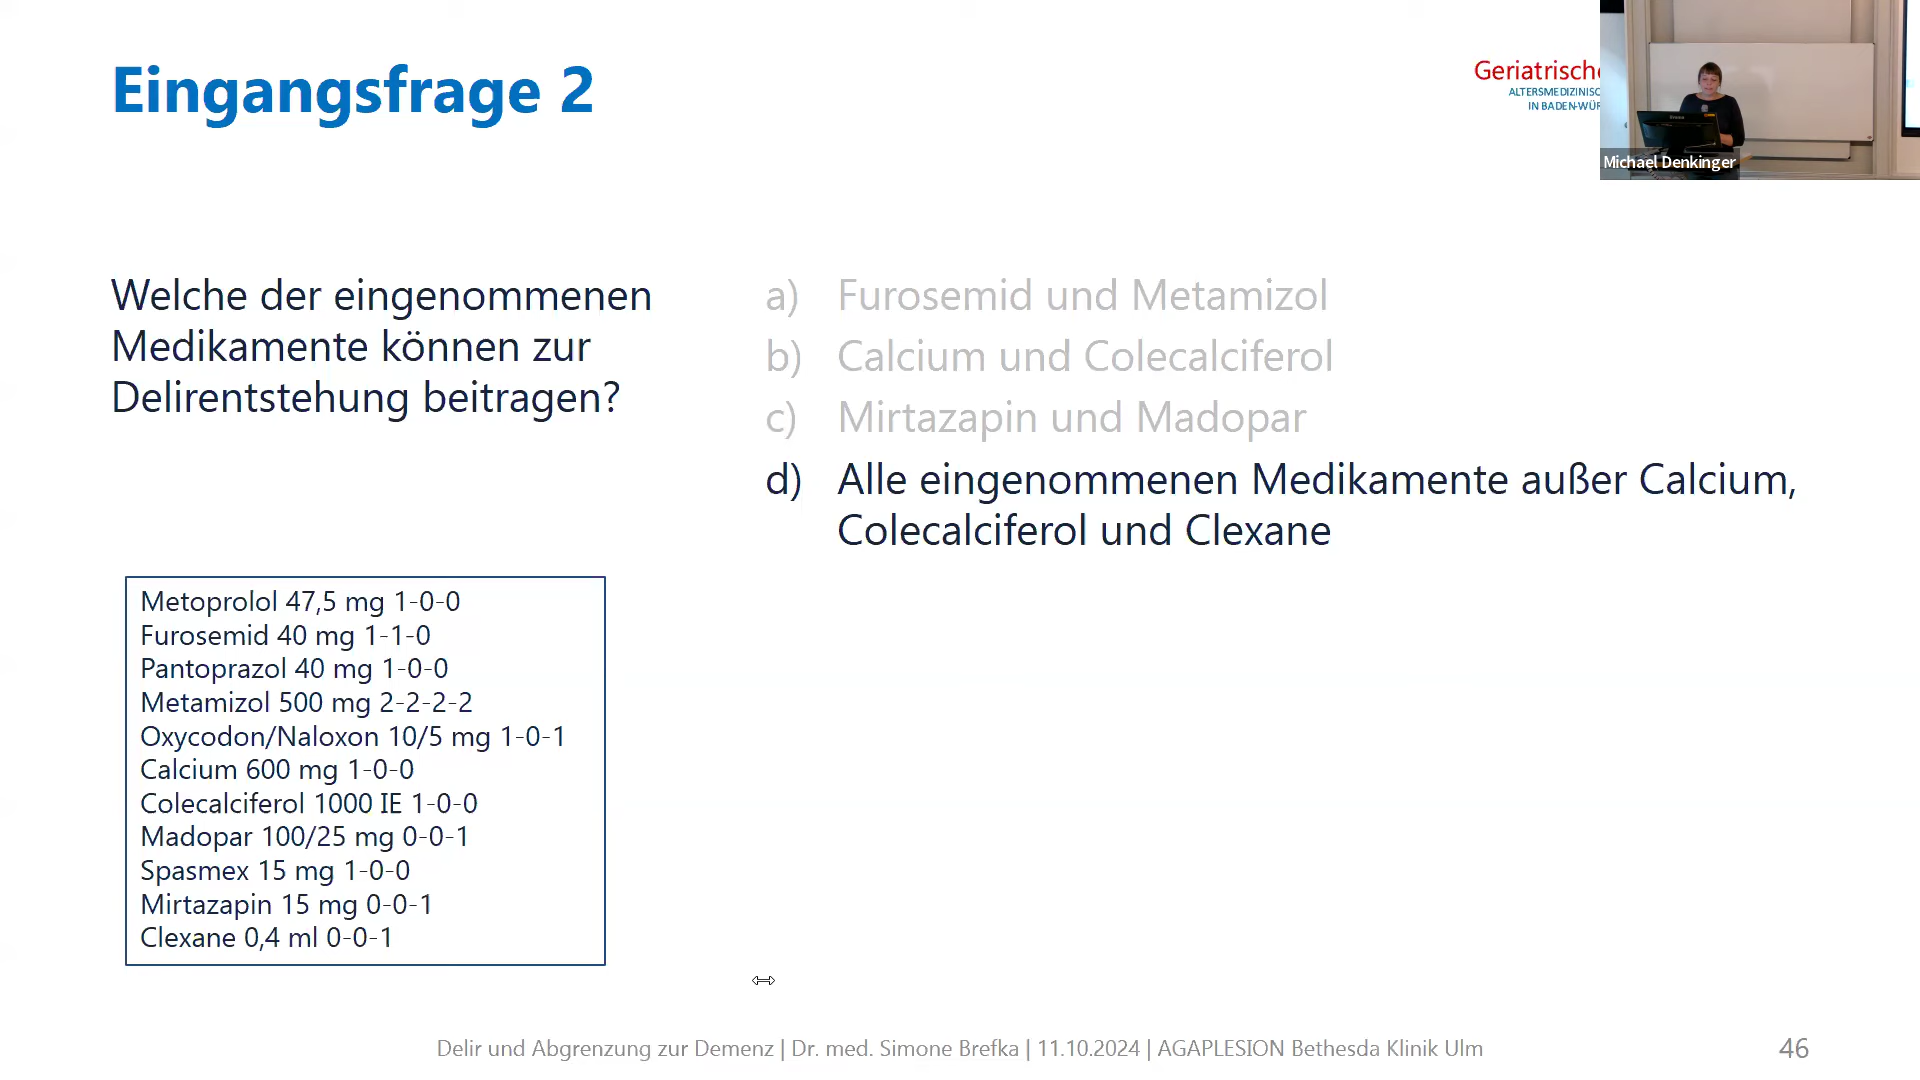 Eingangsfrage 2
Geriatrische
ALTERSMEDIZINISC
IN BADEN-WÜR
Michael Denkinger
Welche der eingenommenen
Medikamente können zur
Delirentstehung beitragen?
a) Furosemid und Metamizol
b) Calcium und Colecalciferol
c) Mirtazapin und Madopar
d) Alle eingenommenen Medikamente außer Calcium,
Colecalciferol und Clexane
Metoprolol 47,5 mg 1-0-0
Furosemid 40 mg 1-1-0
Pantoprazol 40 mg 1-0-0
Metamizol 500 mg 2-2-2-2
Oxycodon/Naloxon 10/5 mg 1-0-1
Calcium 600 mg 1-0-0
Colecalciferol 1000 IE 1-0-0
Madopar 100/25 mg 0-0-1
Spasmex 15 mg 1-0-0
Mirtazapin 15 mg 0-0-1
Clexane 0,4 ml 0-0-1
Delir und Abgrenzung zur Demenz | Dr. med. Simone Brefka | 11.10.2024 | AGAPLESION Bethesda Klinik Ulm
46